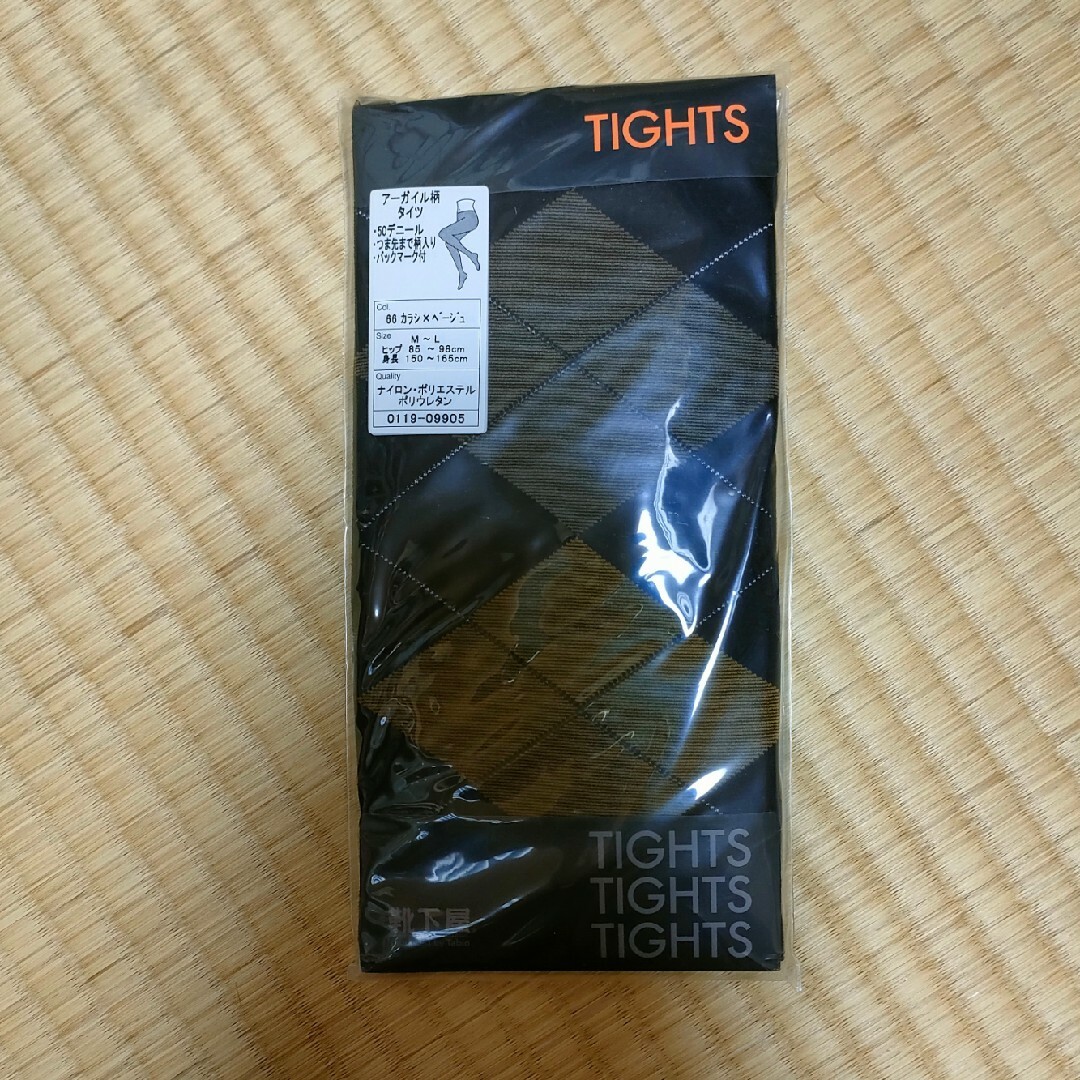 TIGHTS
アーガイル柄
タイツ
・50デニール
・つま先まで柄入り
・バックマーク付
Col.
66 カラシ×ベージュ
Size
M ～ L
ヒップ 85 ～ 98cm
身長 150 ～ 165cm
Quality
ナイロン・ポリエステル
ポリウレタン
0119-09905
TIGHTS
TIGHTS
TIGHTS
靴下屋